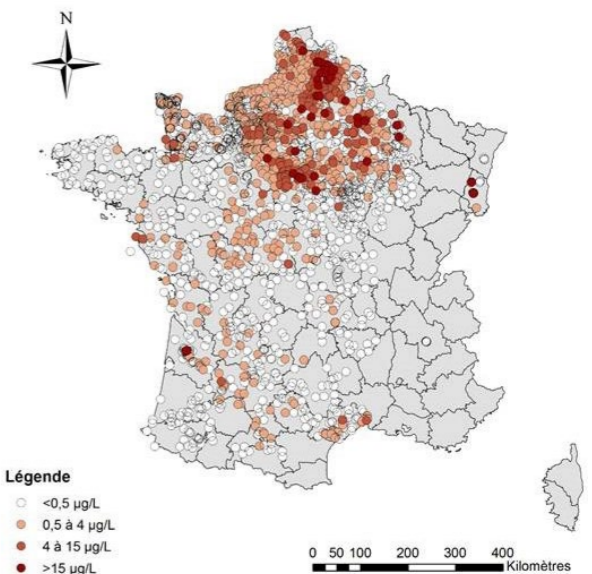 N
Légende
<0,5 µg/L
0,5 à 4 µg/L
4 à 15 µg/L
>15 µg/L
0 50 100 200 300 400
Kilomètres